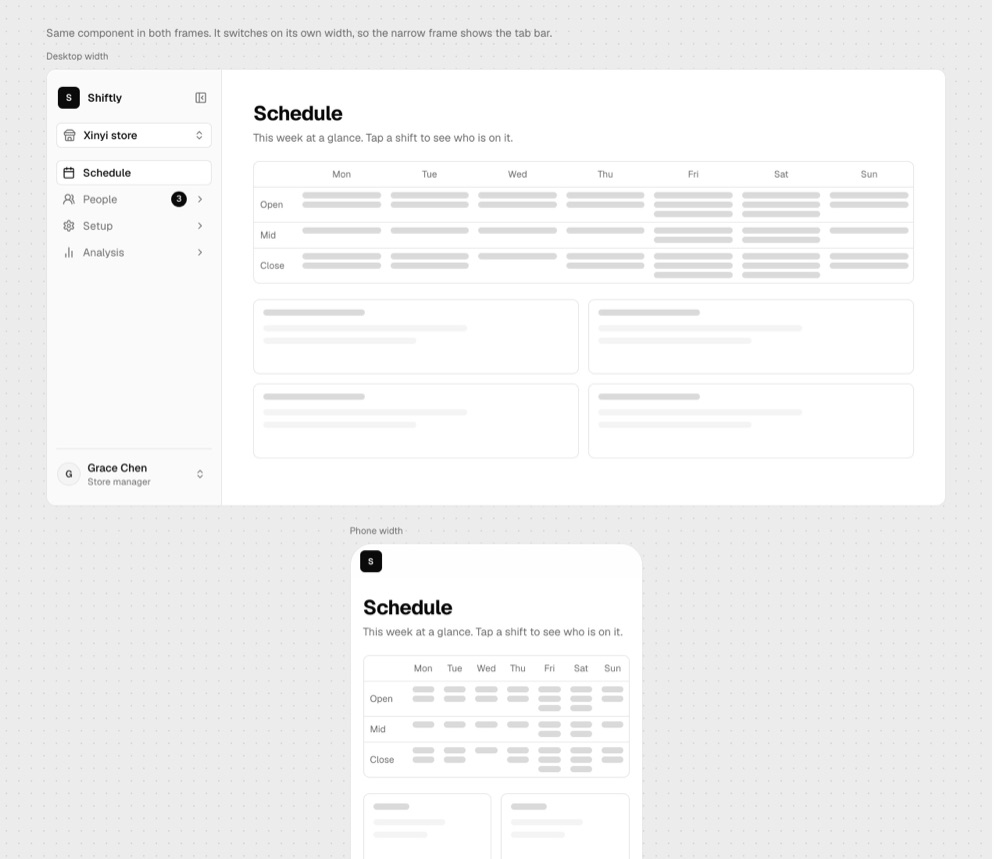 Same component in both frames. It switches on its own width, so the narrow frame shows the tab bar.
Desktop width
S
Shiftly
Xinyi store
Schedule
People
3
Setup
Analysis
G
Grace Chen
Store manager
Schedule
This week at a glance. Tap a shift to see who is on it.
Mon Tue Wed Thu Fri Sat Sun
Open
Mid
Close
Phone width
S
Schedule
This week at a glance. Tap a shift to see who is on it.
Mon Tue Wed Thu Fri Sat Sun
Open
Mid
Close